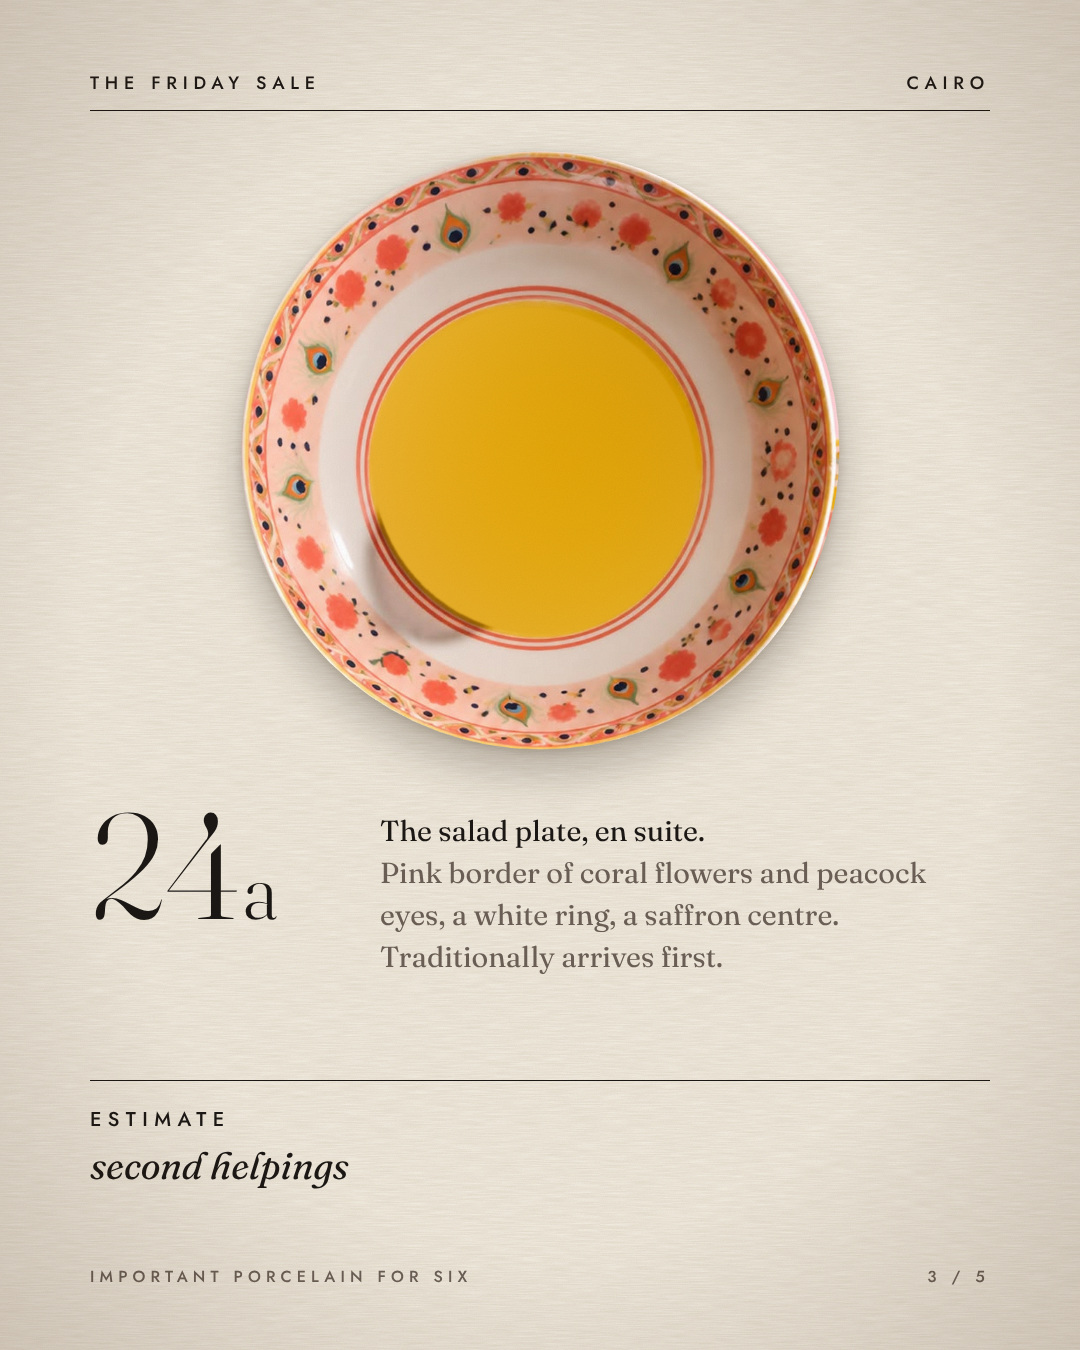 THE FRIDAY SALE
CAIRO
24a
The salad plate, en suite.
Pink border of coral flowers and peacock
eyes, a white ring, a saffron centre.
Traditionally arrives first.
ESTIMATE
second helpings
IMPORTANT PORCELAIN FOR SIX
3 / 5